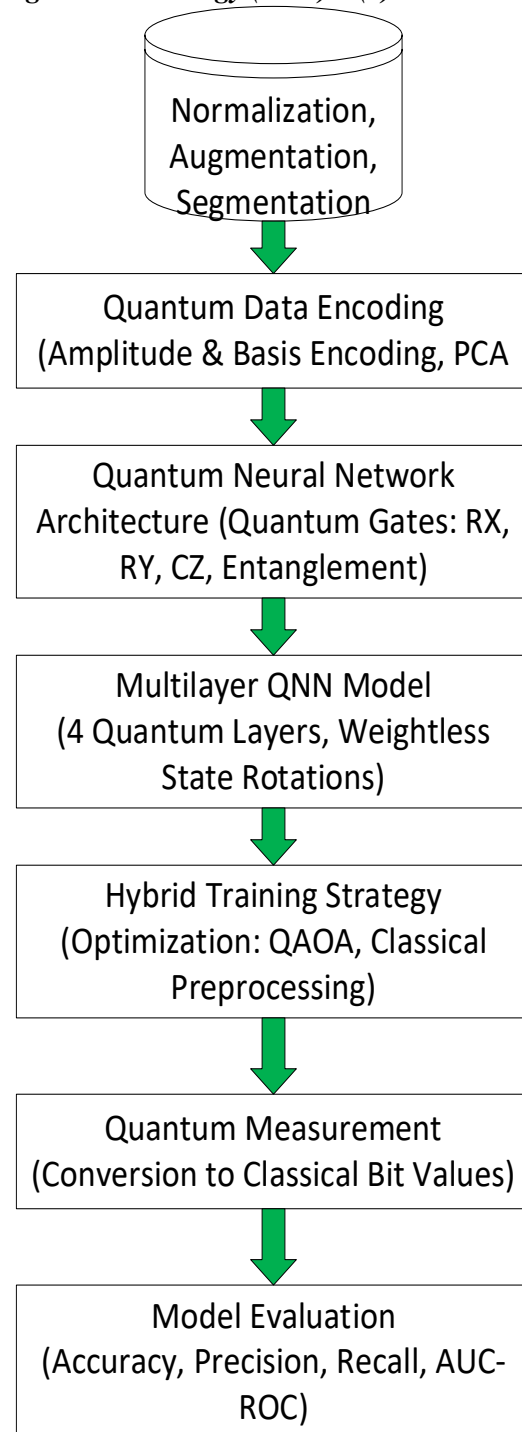 Normalization,
Augmentation,
Segmentation
Quantum Data Encoding
(Amplitude & Basis Encoding, PCA
Quantum Neural Network
Architecture (Quantum Gates: RX,
RY, CZ, Entanglement)
Multilayer QNN Model
(4 Quantum Layers, Weightless
State Rotations)
Hybrid Training Strategy
(Optimization: QAOA, Classical
Preprocessing)
Quantum Measurement
(Conversion to Classical Bit Values)
Model Evaluation
(Accuracy, Precision, Recall, AUC-
ROC)